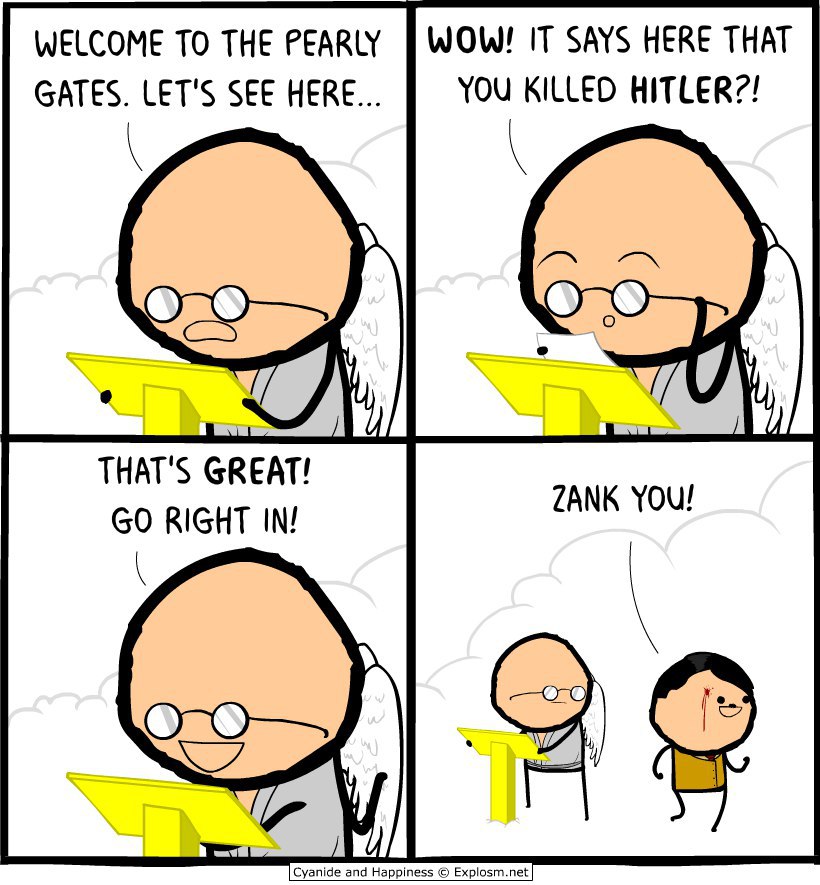 WELCOME TO THE PEARLY
GATES. LET'S SEE HERE...
WOW! IT SAYS HERE THAT
YOU KILLED HITLER?!
THAT'S GREAT!
GO RIGHT IN!
ZANK YOU!
Cyanide and Happiness © Explosm.net